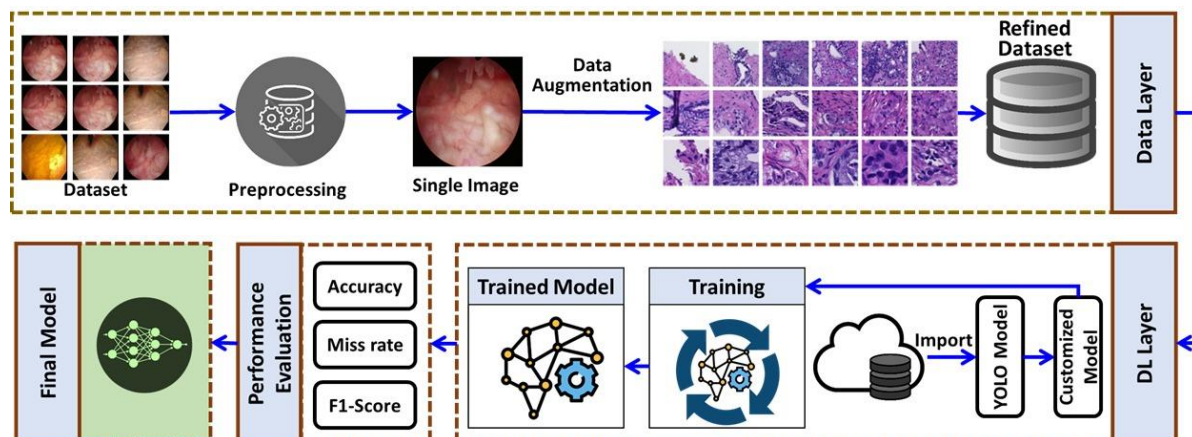 Dataset
Preprocessing
Single Image
Data
Augmentation
Refined
Dataset
Data Layer
Final Model
Performance
Evaluation
Accuracy
Miss rate
F1-Score
Trained Model
Training
Import
YOLO Model
Customized
Model
DL Layer